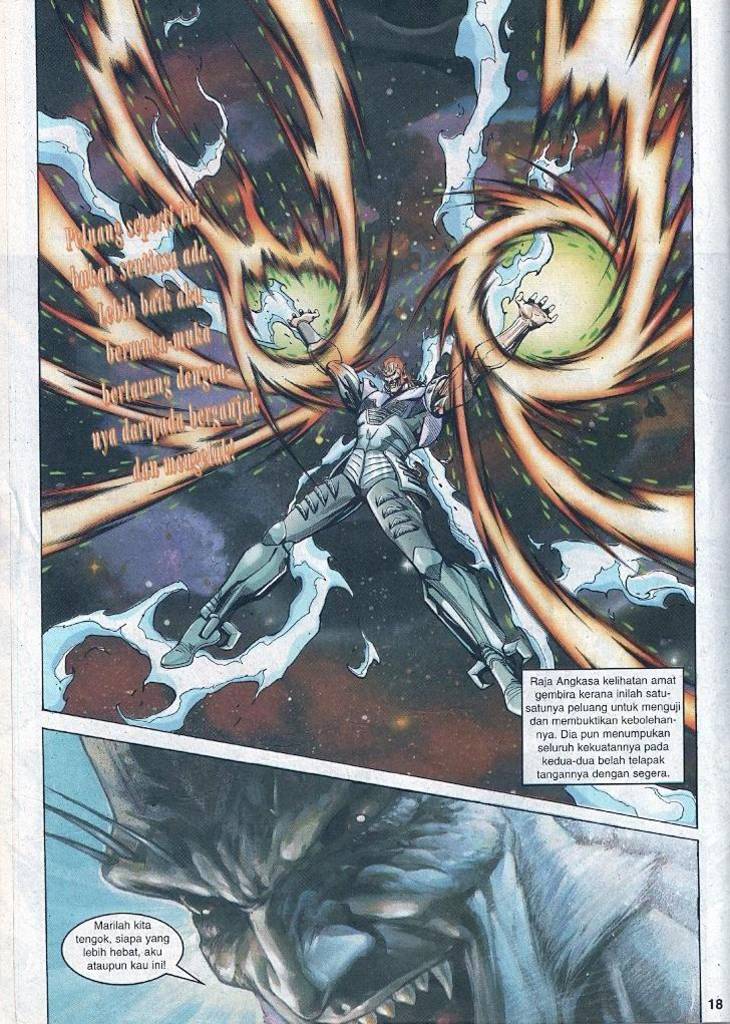 Peluang seperti ini
bukan sentiasa ada.
Lebih baik aku
bermuka-muka
bertarung dengan-
nya daripada berganjak
dan mengelak!
Raja Angkasa kelihatan amat
gembira kerana inilah satu-
satunya peluang untuk menguji
dan membuktikan kebolehan-
nya. Dia pun menumpukan
seluruh kekuatannya pada
kedua-dua belah telapak
tangannya dengan segera.
Marilah kita
tengok, siapa yang
lebih hebat, aku
ataupun kau ini!
18